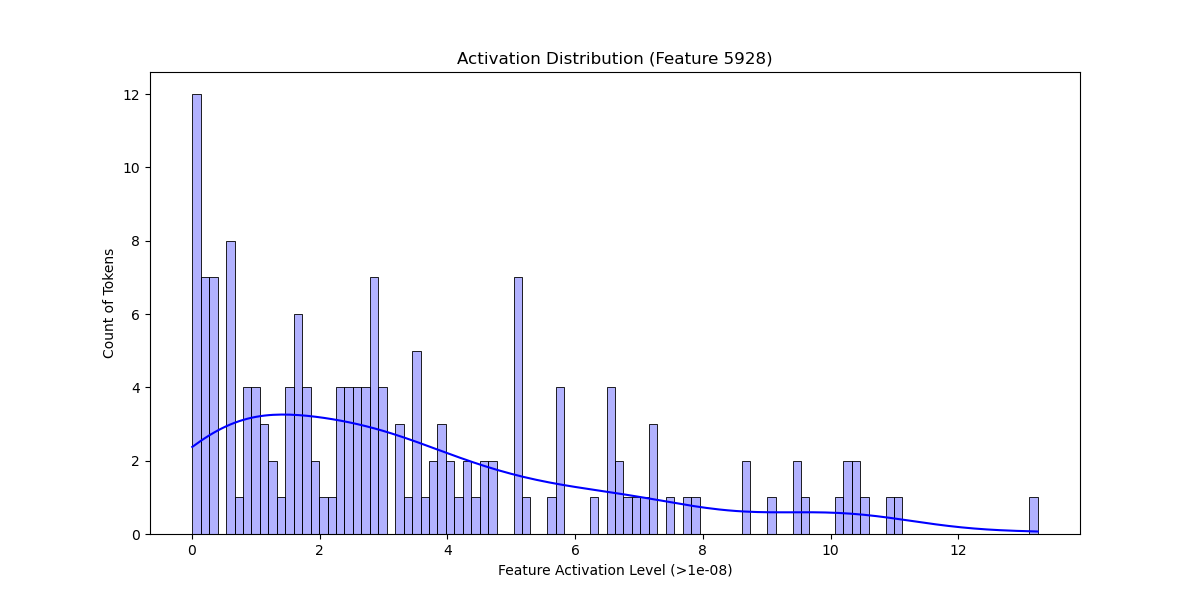 Activation Distribution (Feature 5928)
12
10
8
6
4
2
0
Count of Tokens
0 2 4 6 8 10 12
Feature Activation Level (>1e-08)